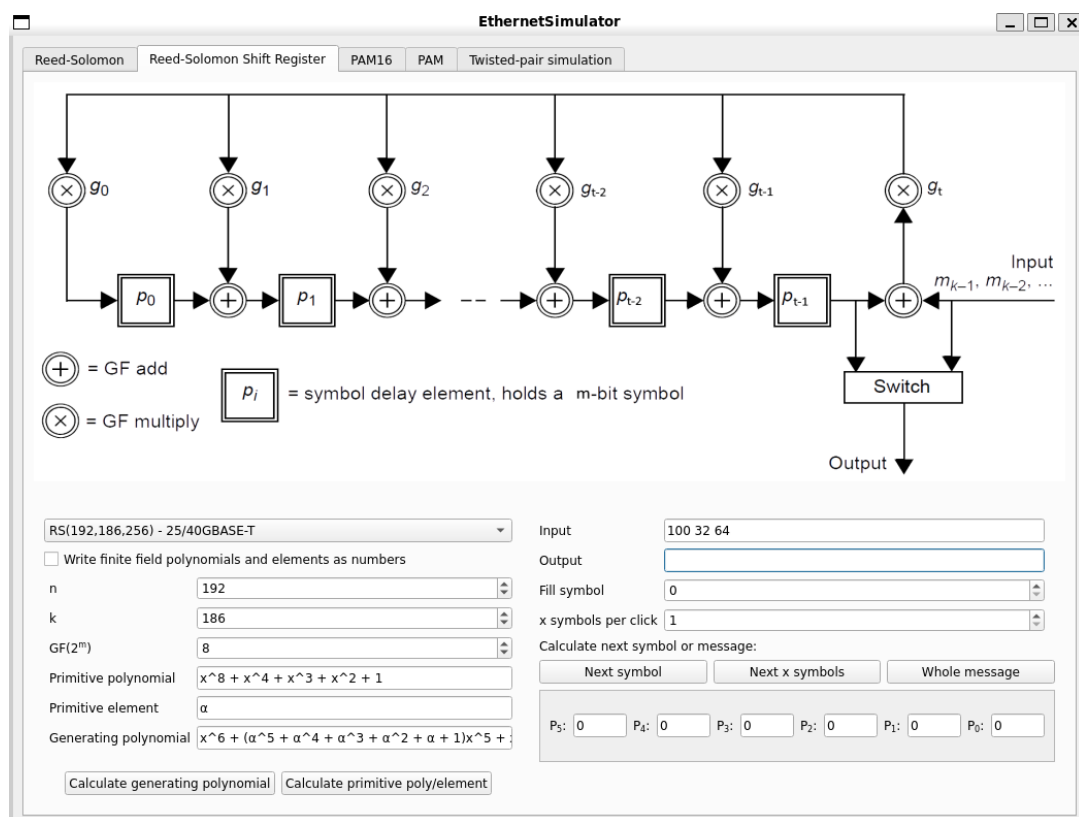 EthernetSimulator
Reed-Solomon Reed-Solomon Shift Register PAM16 PAM Twisted-pair simulation
g0 g1 g2 gt-2 gt-1 gt
Input
mk–1, mk–2, ...
p0 p1 pt-2 pt-1
= GF add
pi = symbol delay element, holds a m-bit symbol
Switch
= GF multiply
Output
RS(192,186,256) - 25/40GBASE-T
Write finite field polynomials and elements as numbers
n 192
k 186
GF(2^m) 8
Primitive polynomial x^8 + x^4 + x^3 + x^2 + 1
Primitive element α
Generating polynomial x^6 + (α^5 + α^4 + α^3 + α^2 + α + 1)x^5 +
Calculate generating polynomial Calculate primitive poly/element
Input 100 32 64
Output
Fill symbol 0
x symbols per click 1
Calculate next symbol or message:
Next symbol Next x symbols Whole message
P5: 0 P4: 0 P3: 0 P2: 0 P1: 0 P0: 0